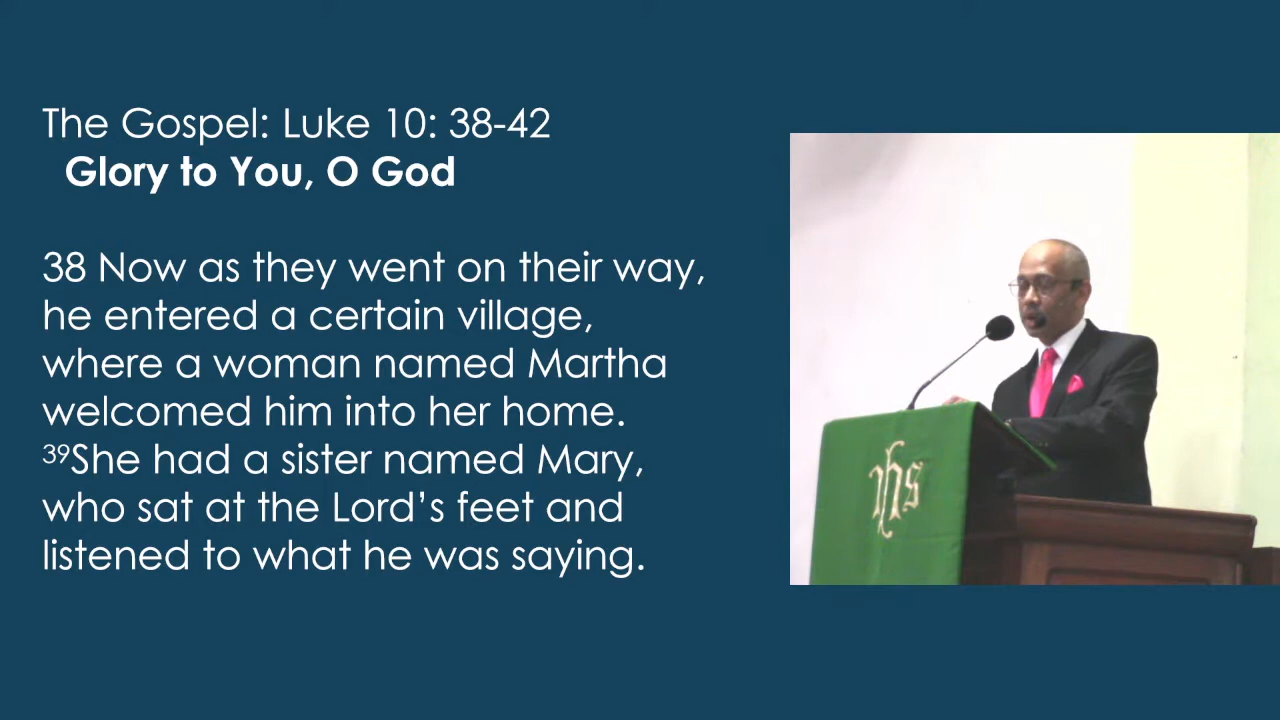 The Gospel: Luke 10: 38-42
Glory to You, O God
38 Now as they went on their way,
he entered a certain village,
where a woman named Martha
welcomed him into her home.
³⁹She had a sister named Mary,
who sat at the Lord’s feet and
listened to what he was saying.
ihs